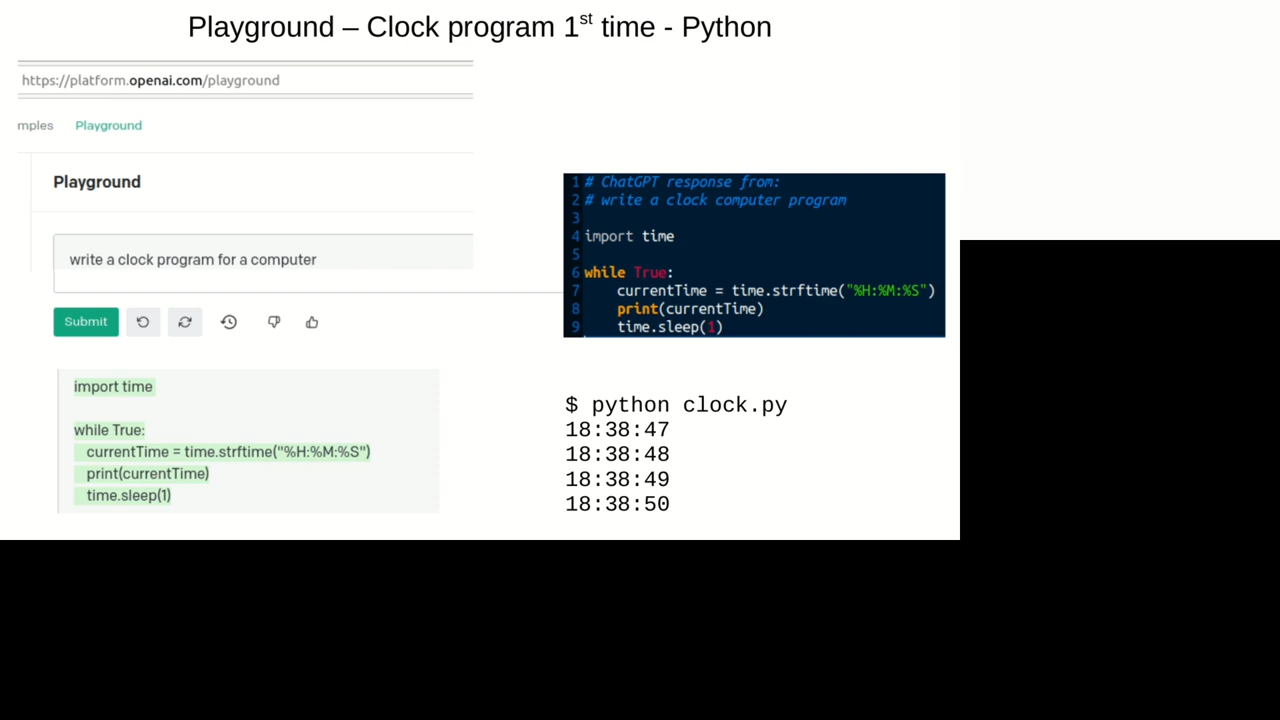 Playground – Clock program 1st time - Python
https://platform.openai.com/playground
mples Playground
Playground
write a clock program for a computer
Submit
import time
while True:
currentTime = time.strftime("%H:%M:%S")
print(currentTime)
time.sleep(1)
1 # ChatGPT response from:
2 # write a clock computer program
3
4 import time
5
6 while True:
7 currentTime = time.strftime("%H:%M:%S")
8 print(currentTime)
9 time.sleep(1)
$ python clock.py
18:38:47
18:38:48
18:38:49
18:38:50